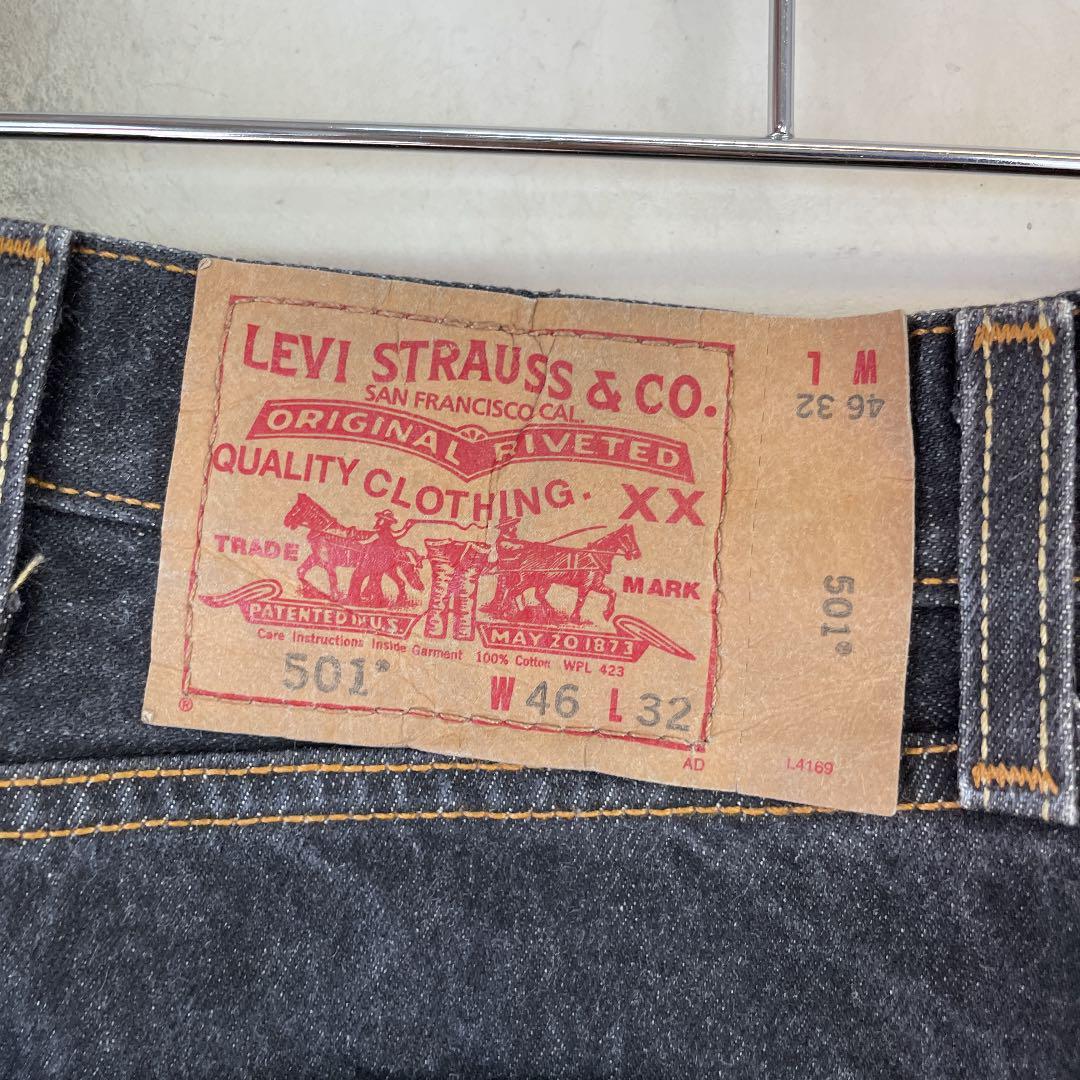 LEVI STRAUSS & CO.
SAN FRANCISCO CAL.
ORIGINAL RIVETED
QUALITY CLOTHING. XX
TRADE MARK
PATENTED IN U.S. MAY 20 1873
Care Instructions Inside Garment 100% Cotton WPL 423
501® W 46 L 32
®
AD L4169
W L
46 32
501®